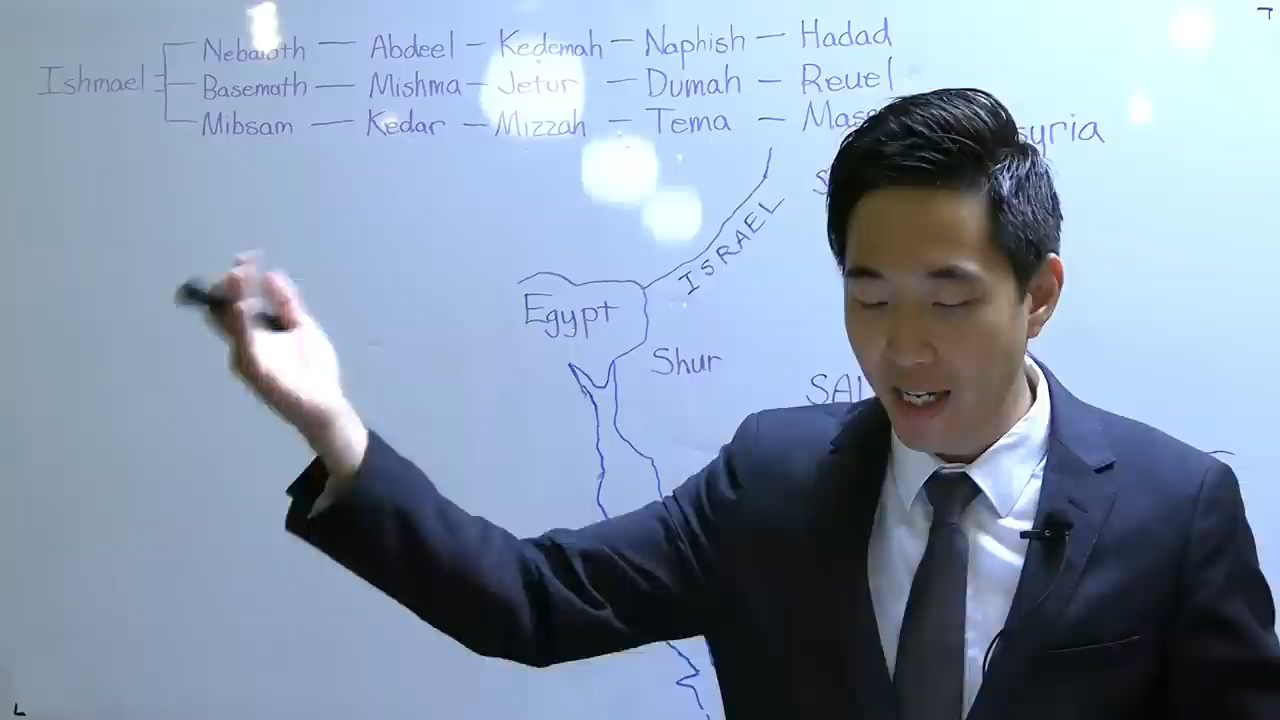 Nebaioth — Abdeel — Kedemah — Naphish — Hadad
Ishmael
Basemath — Mishma — Jetur — Dumah — Reuel
Mibsam — Kedar — Mizzah — Tema —
ISRAEL
Egypt
Shur